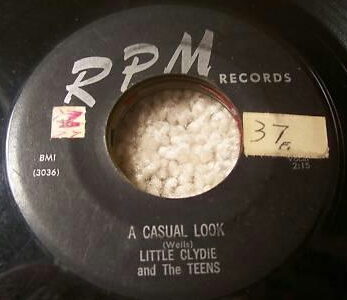 RPM
RECORDS
37
BMI
(3036)
2:15
A CASUAL LOOK
(Wells)
LITTLE CLYDIE
and The TEENS